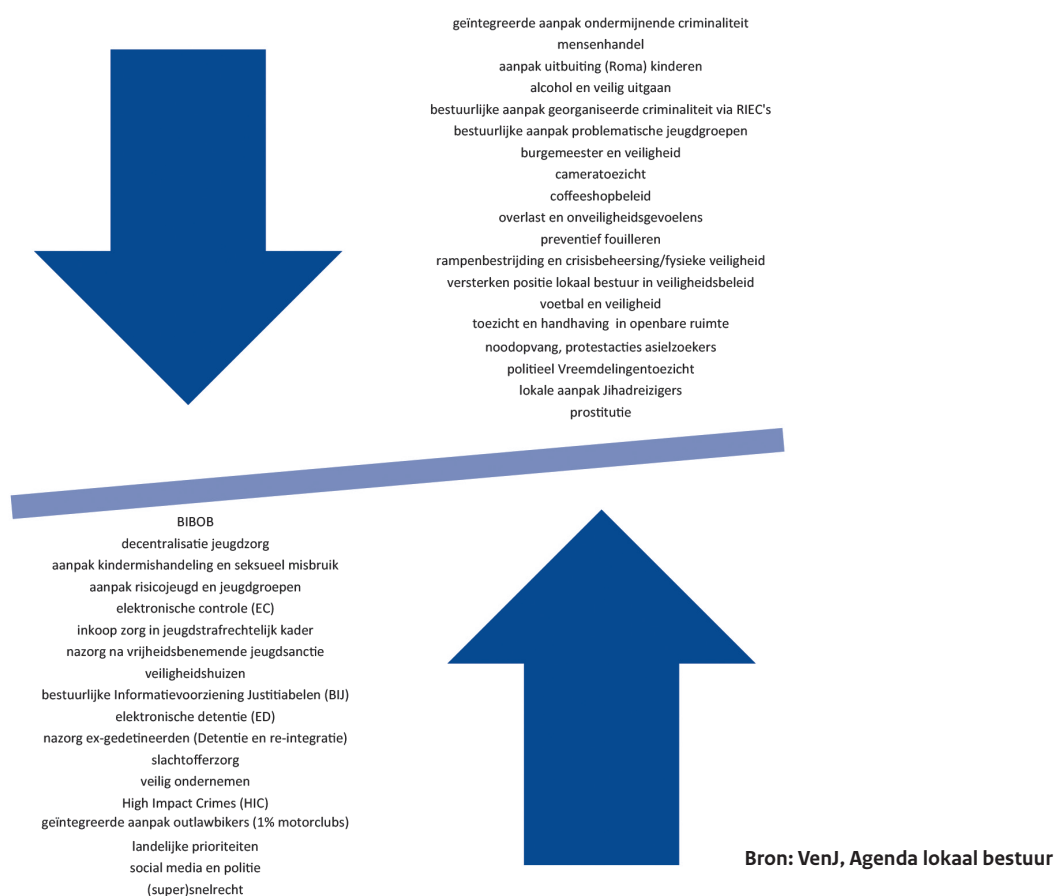 geïntegreerde aanpak ondermijnende criminaliteit
mensenhandel
aanpak uitbuiting (Roma) kinderen
alcohol en veilig uitgaan
bestuurlijke aanpak georganiseerde criminaliteit via RIEC's
bestuurlijke aanpak problematische jeugdgroepen
burgemeester en veiligheid
cameratoezicht
coffeeshopbeleid
overlast en onveiligheidsgevoelens
preventief fouilleren
rampenbestrijding en crisisbeheersing/fysieke veiligheid
versterken positie lokaal bestuur in veiligheidsbeleid
voetbal en veiligheid
toezicht en handhaving in openbare ruimte
noodopvang, protestacties asielzoekers
politieel Vreemdelingentoezicht
lokale aanpak Jihadreizigers
prostitutie
BIBOB
decentralisatie jeugdzorg
aanpak kindermishandeling en seksueel misbruik
aanpak risicojeugd en jeugdgroepen
elektronische controle (EC)
inkoop zorg in jeugdstrafrechtelijk kader
nazorg na vrijheidsbenemende jeugdsanctie
veiligheidshuizen
bestuurlijke Informatievoorziening Justitiabelen (BIJ)
elektronische detentie (ED)
nazorg ex-gedetineerden (Detentie en re-integratie)
slachtofferzorg
veilig ondernemen
High Impact Crimes (HIC)
geïntegreerde aanpak outlawbikers (1% motorclubs)
landelijke prioriteiten
social media en politie
(super)snelrecht
Bron: VenJ, Agenda lokaal bestuur